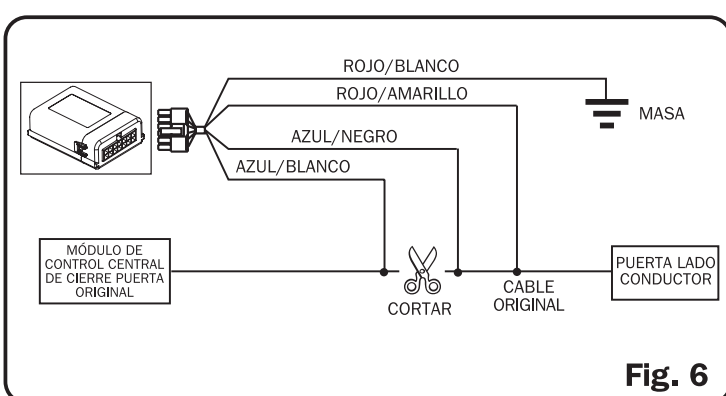 ROJO/BLANCO
ROJO/AMARILLO
MASA
AZUL/NEGRO
AZUL/BLANCO
MÓDULO DE
CONTROL CENTRAL
DE CIERRE PUERTA
ORIGINAL
CORTAR
CABLE
ORIGINAL
PUERTA LADO
CONDUCTOR
Fig. 6